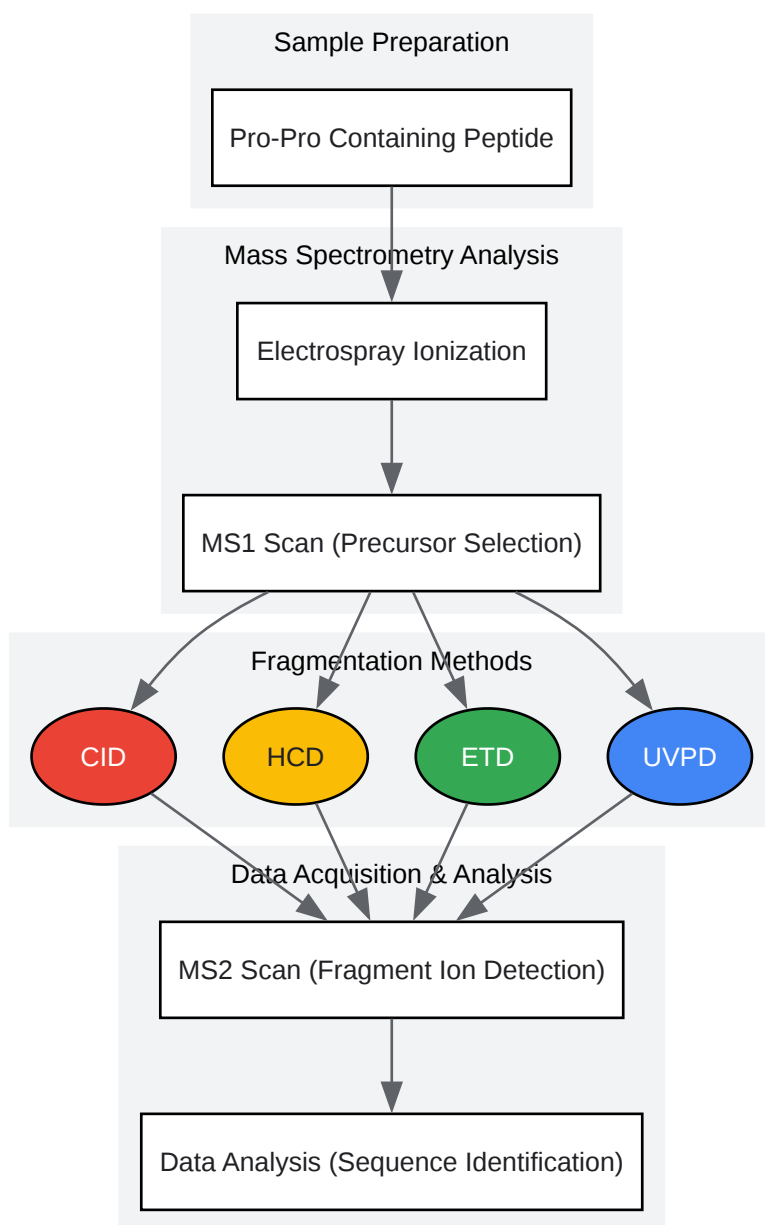 Sample Preparation
Pro-Pro Containing Peptide
Mass Spectrometry Analysis
Electrospray Ionization
MS1 Scan (Precursor Selection)
Fragmentation Methods
CID
HCD
ETD
UVPD
Data Acquisition & Analysis
MS2 Scan (Fragment Ion Detection)
Data Analysis (Sequence Identification)